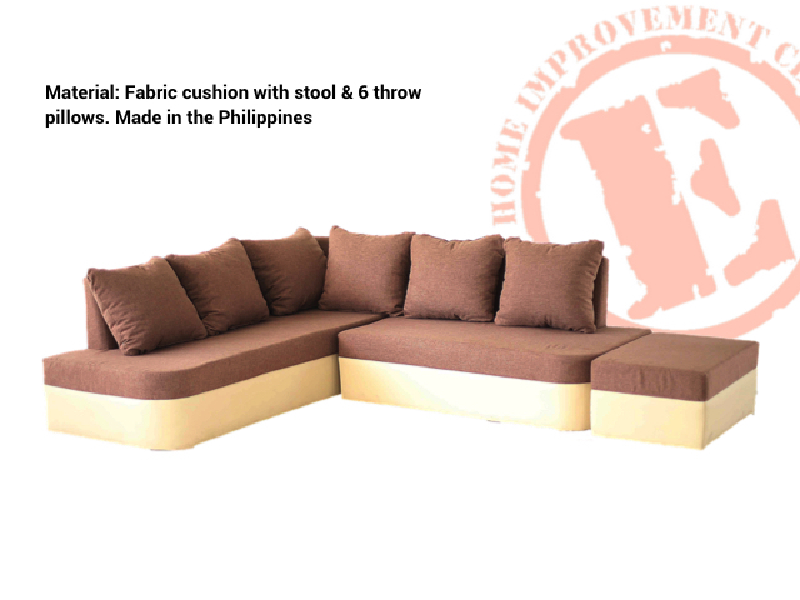 Material: Fabric cushion with stool & 6 throw
pillows. Made in the Philippines
HOME IMPROVEMENT
E